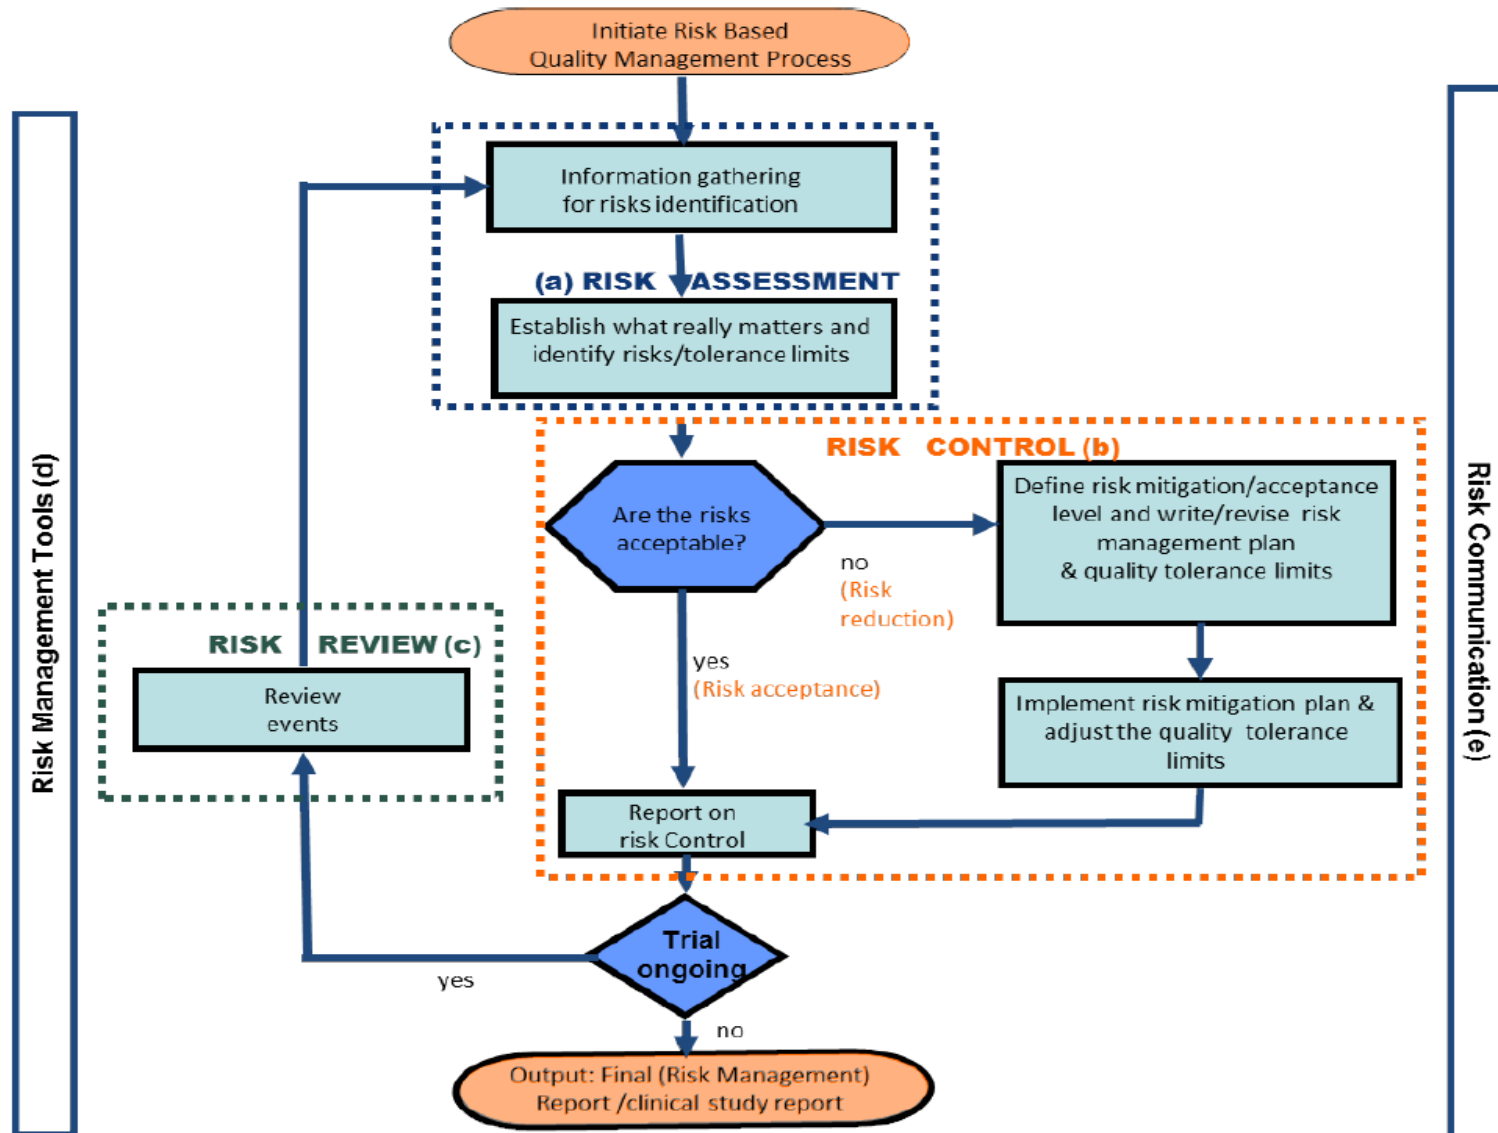 Initiate Risk Based
Quality Management Process
Information gathering
for risks identification
(a) RISK ASSESSMENT
Establish what really matters and
identify risks/tolerance limits
RISK CONTROL (b)
Are the risks
acceptable?
no
(Risk
reduction)
Define risk mitigation/acceptance
level and write/revise risk
management plan
& quality tolerance limits
yes
(Risk acceptance)
Implement risk mitigation plan &
adjust the quality tolerance
limits
Report on
risk Control
RISK REVIEW (c)
Review
events
Trial
ongoing
yes
no
Output: Final (Risk Management)
Report /clinical study report
Risk Management Tools (d)
Risk Communication (e)